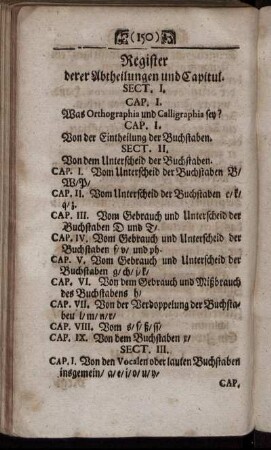 (150)
Register
derer Abtheilungen und Capitul.
SECT. I.
CAP. I.
Was Orthographia und Calligraphia sey?
CAP. I.
Von der Eintheilung der Buchstaben.
SECT. II.
Von dem Unterscheid der Buchstaben.
CAP. I. Vom Unterscheid der Buchstaben B/
W/P/
CAP. II. Vom Unterscheid der Buchstaben c/k/
q/z.
CAP. III. Vom Gebrauch und Unterscheid der
Buchstaben D und T/
CAP. IV. Vom Gebrauch und Unterscheid der
Buchstaben f/v/ und ph-
CAP. V. Vom Gebrauch und Unterscheid der
Buchstaben g/ch/j/k/
CAP. VI. Von dem Gebrauch und Mißbrauch
des Buchstabens h/
CAP. VII. Von der Verdoppelung der Buchsta-
ben l/m/n/r/
CAP. VIII. Vom s/ſ/ß/ſſ/
CAP. IX. Von dem Buchstaben x/
SECT. III.
CAP. I. Von den Vocalen oder lauten Buchstaben
insgemein/a/e/i/o/u/y/
CAP.